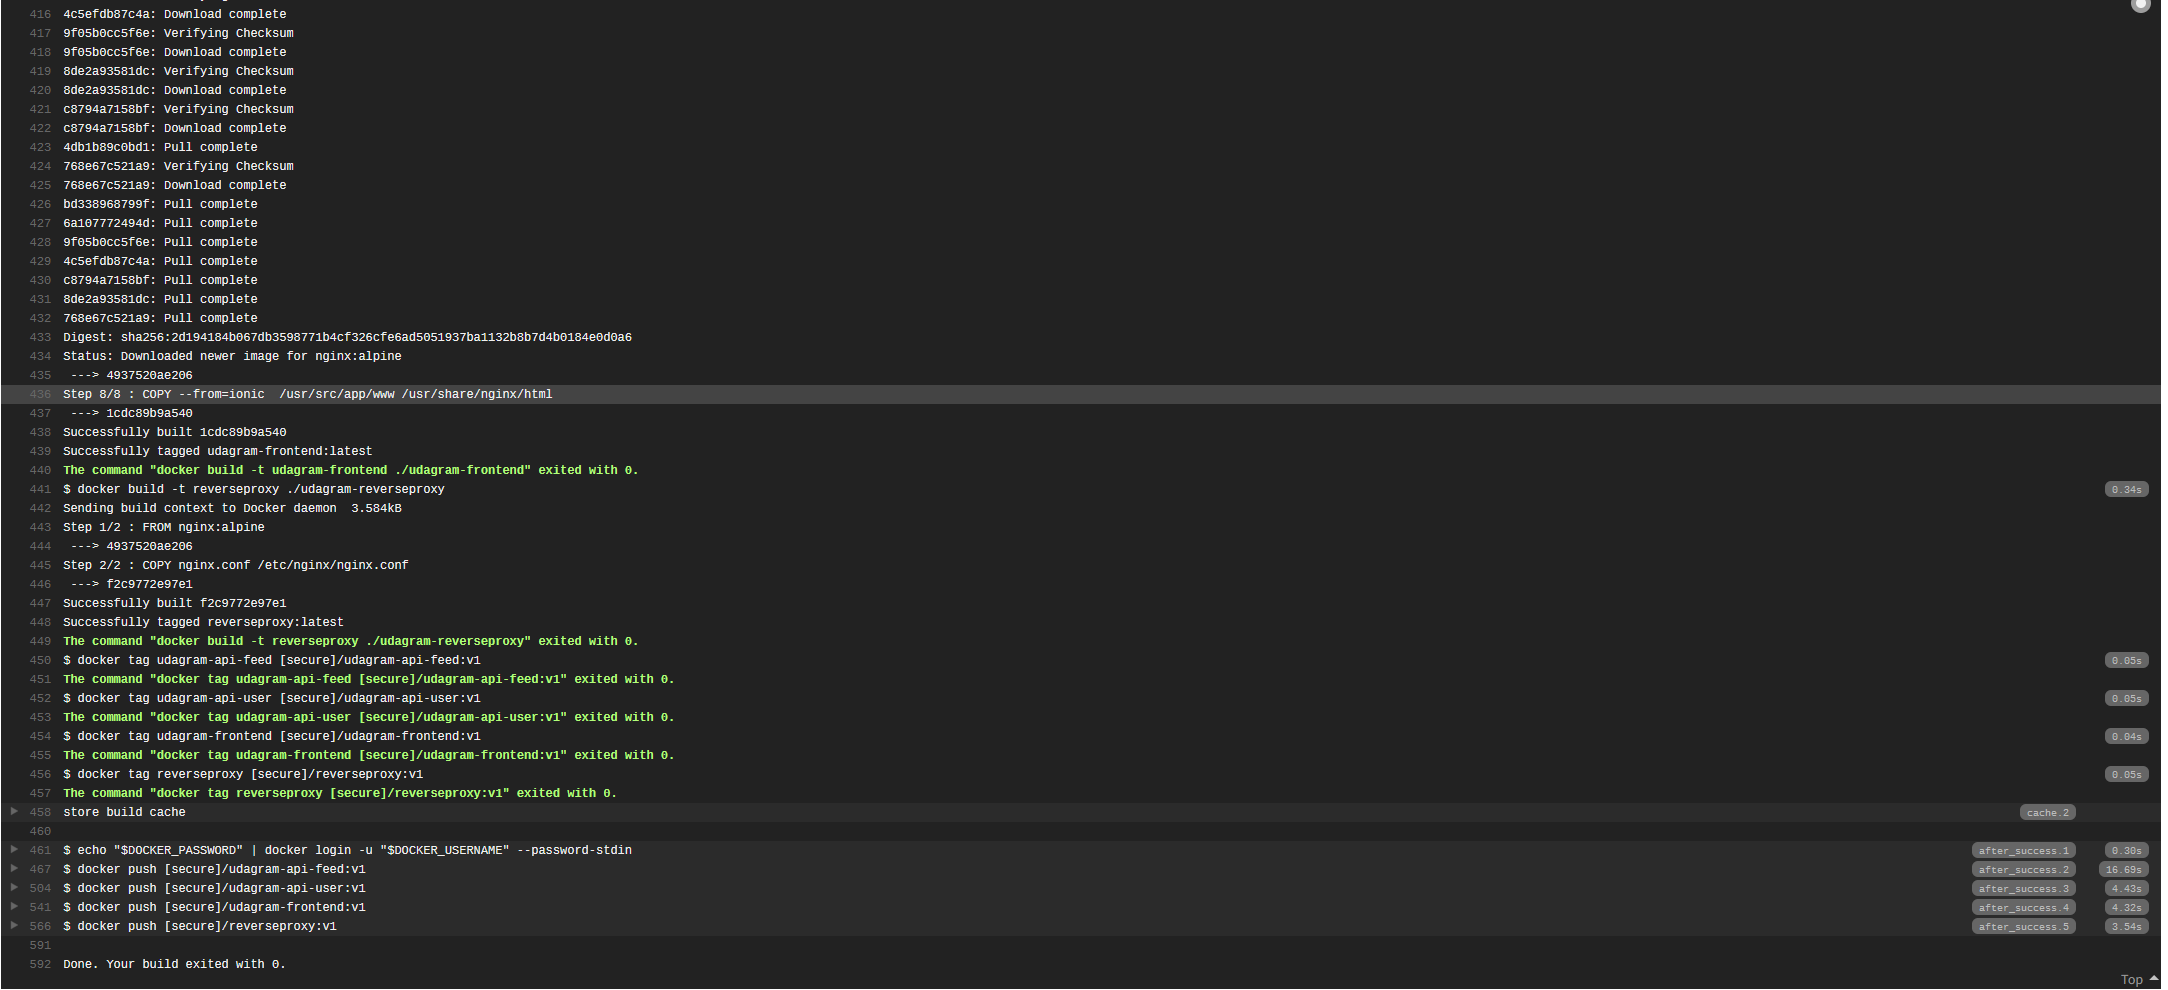 416 4c5efdb87c4a: Download complete
417 9f05b0cc5f6e: Verifying Checksum
418 9f05b0cc5f6e: Download complete
419 8de2a93581dc: Verifying Checksum
420 8de2a93581dc: Download complete
421 c8794a7158bf: Verifying Checksum
422 c8794a7158bf: Download complete
423 4db1b89c0bd1: Pull complete
424 768e67c521a9: Verifying Checksum
425 768e67c521a9: Download complete
426 bd338968799f: Pull complete
427 6a107772494d: Pull complete
428 9f05b0cc5f6e: Pull complete
429 4c5efdb87c4a: Pull complete
430 c8794a7158bf: Pull complete
431 8de2a93581dc: Pull complete
432 768e67c521a9: Pull complete
433 Digest: sha256:2d194184b067db3598771b4cf326cfe6ad5051937ba1132b8b7d4b0184e0d0a6
434 Status: Downloaded newer image for nginx:alpine
435  ---> 4937520ae206
436 Step 8/8 : COPY --from=ionic  /usr/src/app/www /usr/share/nginx/html
437  ---> 1cdc89b9a540
438 Successfully built 1cdc89b9a540
439 Successfully tagged udagram-frontend:latest
440 The command "docker build -t udagram-frontend ./udagram-frontend" exited with 0.
441 $ docker build -t reverseproxy ./udagram-reverseproxy 0.34s
442 Sending build context to Docker daemon  3.584kB
443 Step 1/2 : FROM nginx:alpine
444  ---> 4937520ae206
445 Step 2/2 : COPY nginx.conf /etc/nginx/nginx.conf
446  ---> f2c9772e97e1
447 Successfully built f2c9772e97e1
448 Successfully tagged reverseproxy:latest
449 The command "docker build -t reverseproxy ./udagram-reverseproxy" exited with 0.
450 $ docker tag udagram-api-feed [secure]/udagram-api-feed:v1 0.05s
451 The command "docker tag udagram-api-feed [secure]/udagram-api-feed:v1" exited with 0.
452 $ docker tag udagram-api-user [secure]/udagram-api-user:v1 0.05s
453 The command "docker tag udagram-api-user [secure]/udagram-api-user:v1" exited with 0.
454 $ docker tag udagram-frontend [secure]/udagram-frontend:v1 0.04s
455 The command "docker tag udagram-frontend [secure]/udagram-frontend:v1" exited with 0.
456 $ docker tag reverseproxy [secure]/reverseproxy:v1 0.05s
457 The command "docker tag reverseproxy [secure]/reverseproxy:v1" exited with 0.
458 store build cache cache.2
460
461 $ echo "$DOCKER_PASSWORD" | docker login -u "$DOCKER_USERNAME" --password-stdin after_success.1 0.30s
467 $ docker push [secure]/udagram-api-feed:v1 after_success.2 16.69s
504 $ docker push [secure]/udagram-api-user:v1 after_success.3 4.43s
541 $ docker push [secure]/udagram-frontend:v1 after_success.4 4.32s
566 $ docker push [secure]/reverseproxy:v1 after_success.5 3.54s
591
592 Done. Your build exited with 0.
Top